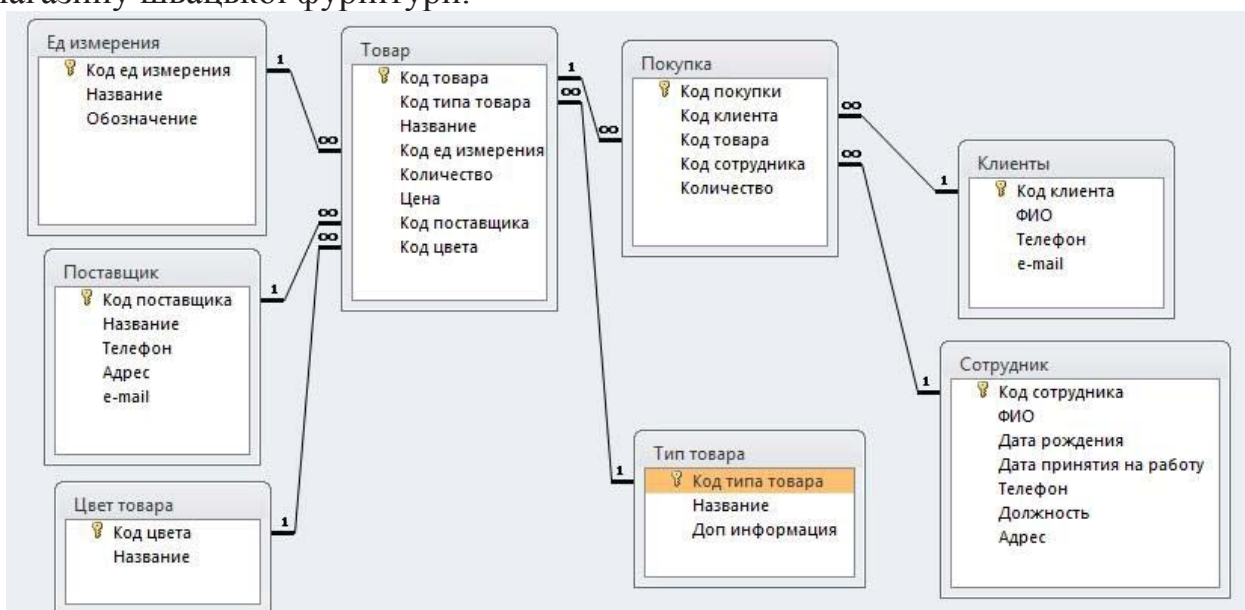 магазину швацької фурнітури.
Ед измерения
Код ед измерения
Название
Обозначение
Товар
Код товара
Код типа товара
Название
Код ед измерения
Количество
Цена
Код поставщика
Код цвета
Покупка
Код покупки
Код клиента
Код товара
Код сотрудника
Количество
Клиенты
Код клиента
ФИО
Телефон
e-mail
Поставщик
Код поставщика
Название
Телефон
Адрес
e-mail
Сотрудник
Код сотрудника
ФИО
Дата рождения
Дата принятия на работу
Телефон
Должность
Адрес
Тип товара
Код типа товара
Название
Доп информация
Цвет товара
Код цвета
Название
1
∞
1
∞
1
∞
1
∞
∞
1
∞
1
∞
1